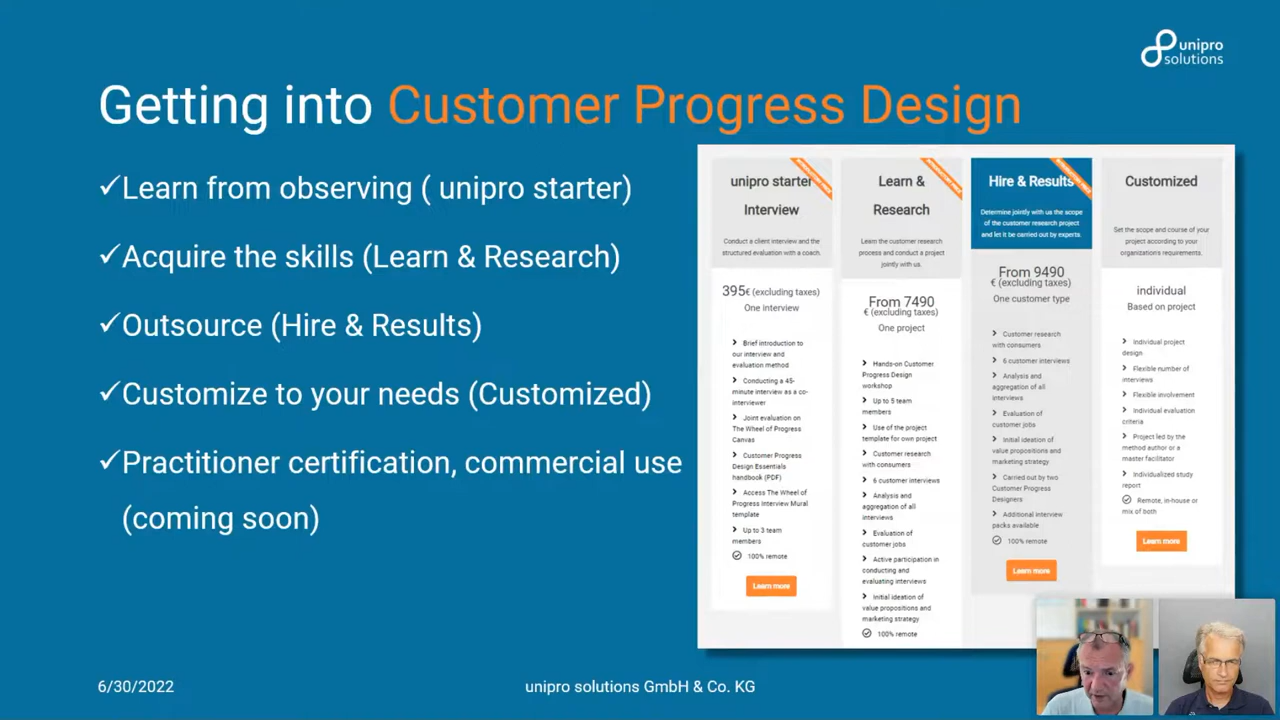 unipro
solutions
Getting into Customer Progress Design
✓Learn from observing ( unipro starter)
✓Acquire the skills (Learn & Research)
✓Outsource (Hire & Results)
✓Customize to your needs (Customized)
✓Practitioner certification, commercial use
(coming soon)
unipro starter
Interview
Conduct a client interview and the
structured evaluation with a coach.
395€ (excluding taxes)
One interview
Brief introduction to
our interview and
evaluation method
Conducting a 45-
minute interview as a co-
interviewer
Joint evaluation on
The Wheel of Progress
Canvas
Customer Progress
Design Essentials
handbook (PDF)
Access The Wheel of
Progress Interview Mural
template
Up to 3 team
members
100% remote
Learn more
Learn &
Research
Learn the customer research
process and conduct a project
jointly with us.
From 7490
€ (excluding taxes)
One project
Hands-on Customer
Progress Design
workshop
Up to 5 team
members
Use of the project
template for own project
Customer research
with consumers
6 customer interviews
Analysis and
aggregation of all
interviews
Evaluation of
customer jobs
Active participation in
conducting and
evaluating interviews
Initial ideation of
value propositions and
marketing strategy
100% remote
Hire & Results
Determine jointly with us the scope
of the customer research project
and let it be carried out by experts.
From 9490
€ (excluding taxes)
One customer type
Customer research
with consumers
6 customer interviews
Analysis and
aggregation of all
interviews
Evaluation of
customer jobs
Initial ideation of
value propositions and
marketing strategy
Carried out by two
Customer Progress
Designers
Additional interview
packs available
100% remote
Learn more
Customized
Set the scope and course of your
project according to your
organization's requirements.
individual
Based on project
Individual project
design
Flexible number of
interviews
Flexible involvement
Individual evaluation
criteria
Project led by the
method author or a
master facilitator
Individualized study
report
Remote, in-house or
mix of both
Learn more
6/30/2022
unipro solutions GmbH & Co. KG